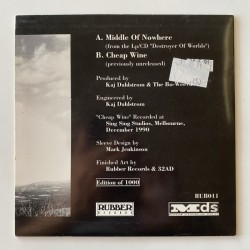 A. Middle Of Nowhere
(from the Lp/CD "Destroyer Of Worlds")
B. Cheap Wine
(previously unreleased)
Produced by
Kaj Dahlstrom & The
Engineered by
Kaj Dahlstrom
"Cheap Wine" Recorded at
Sing Sing Studios, Melbourne,
December 1990
Sleeve Design by
Mark Jenkinson
Finished Art by
Rubber Records & 32AD
Edition of 1000
RUB011
RUBBER
RECORDS
Mds